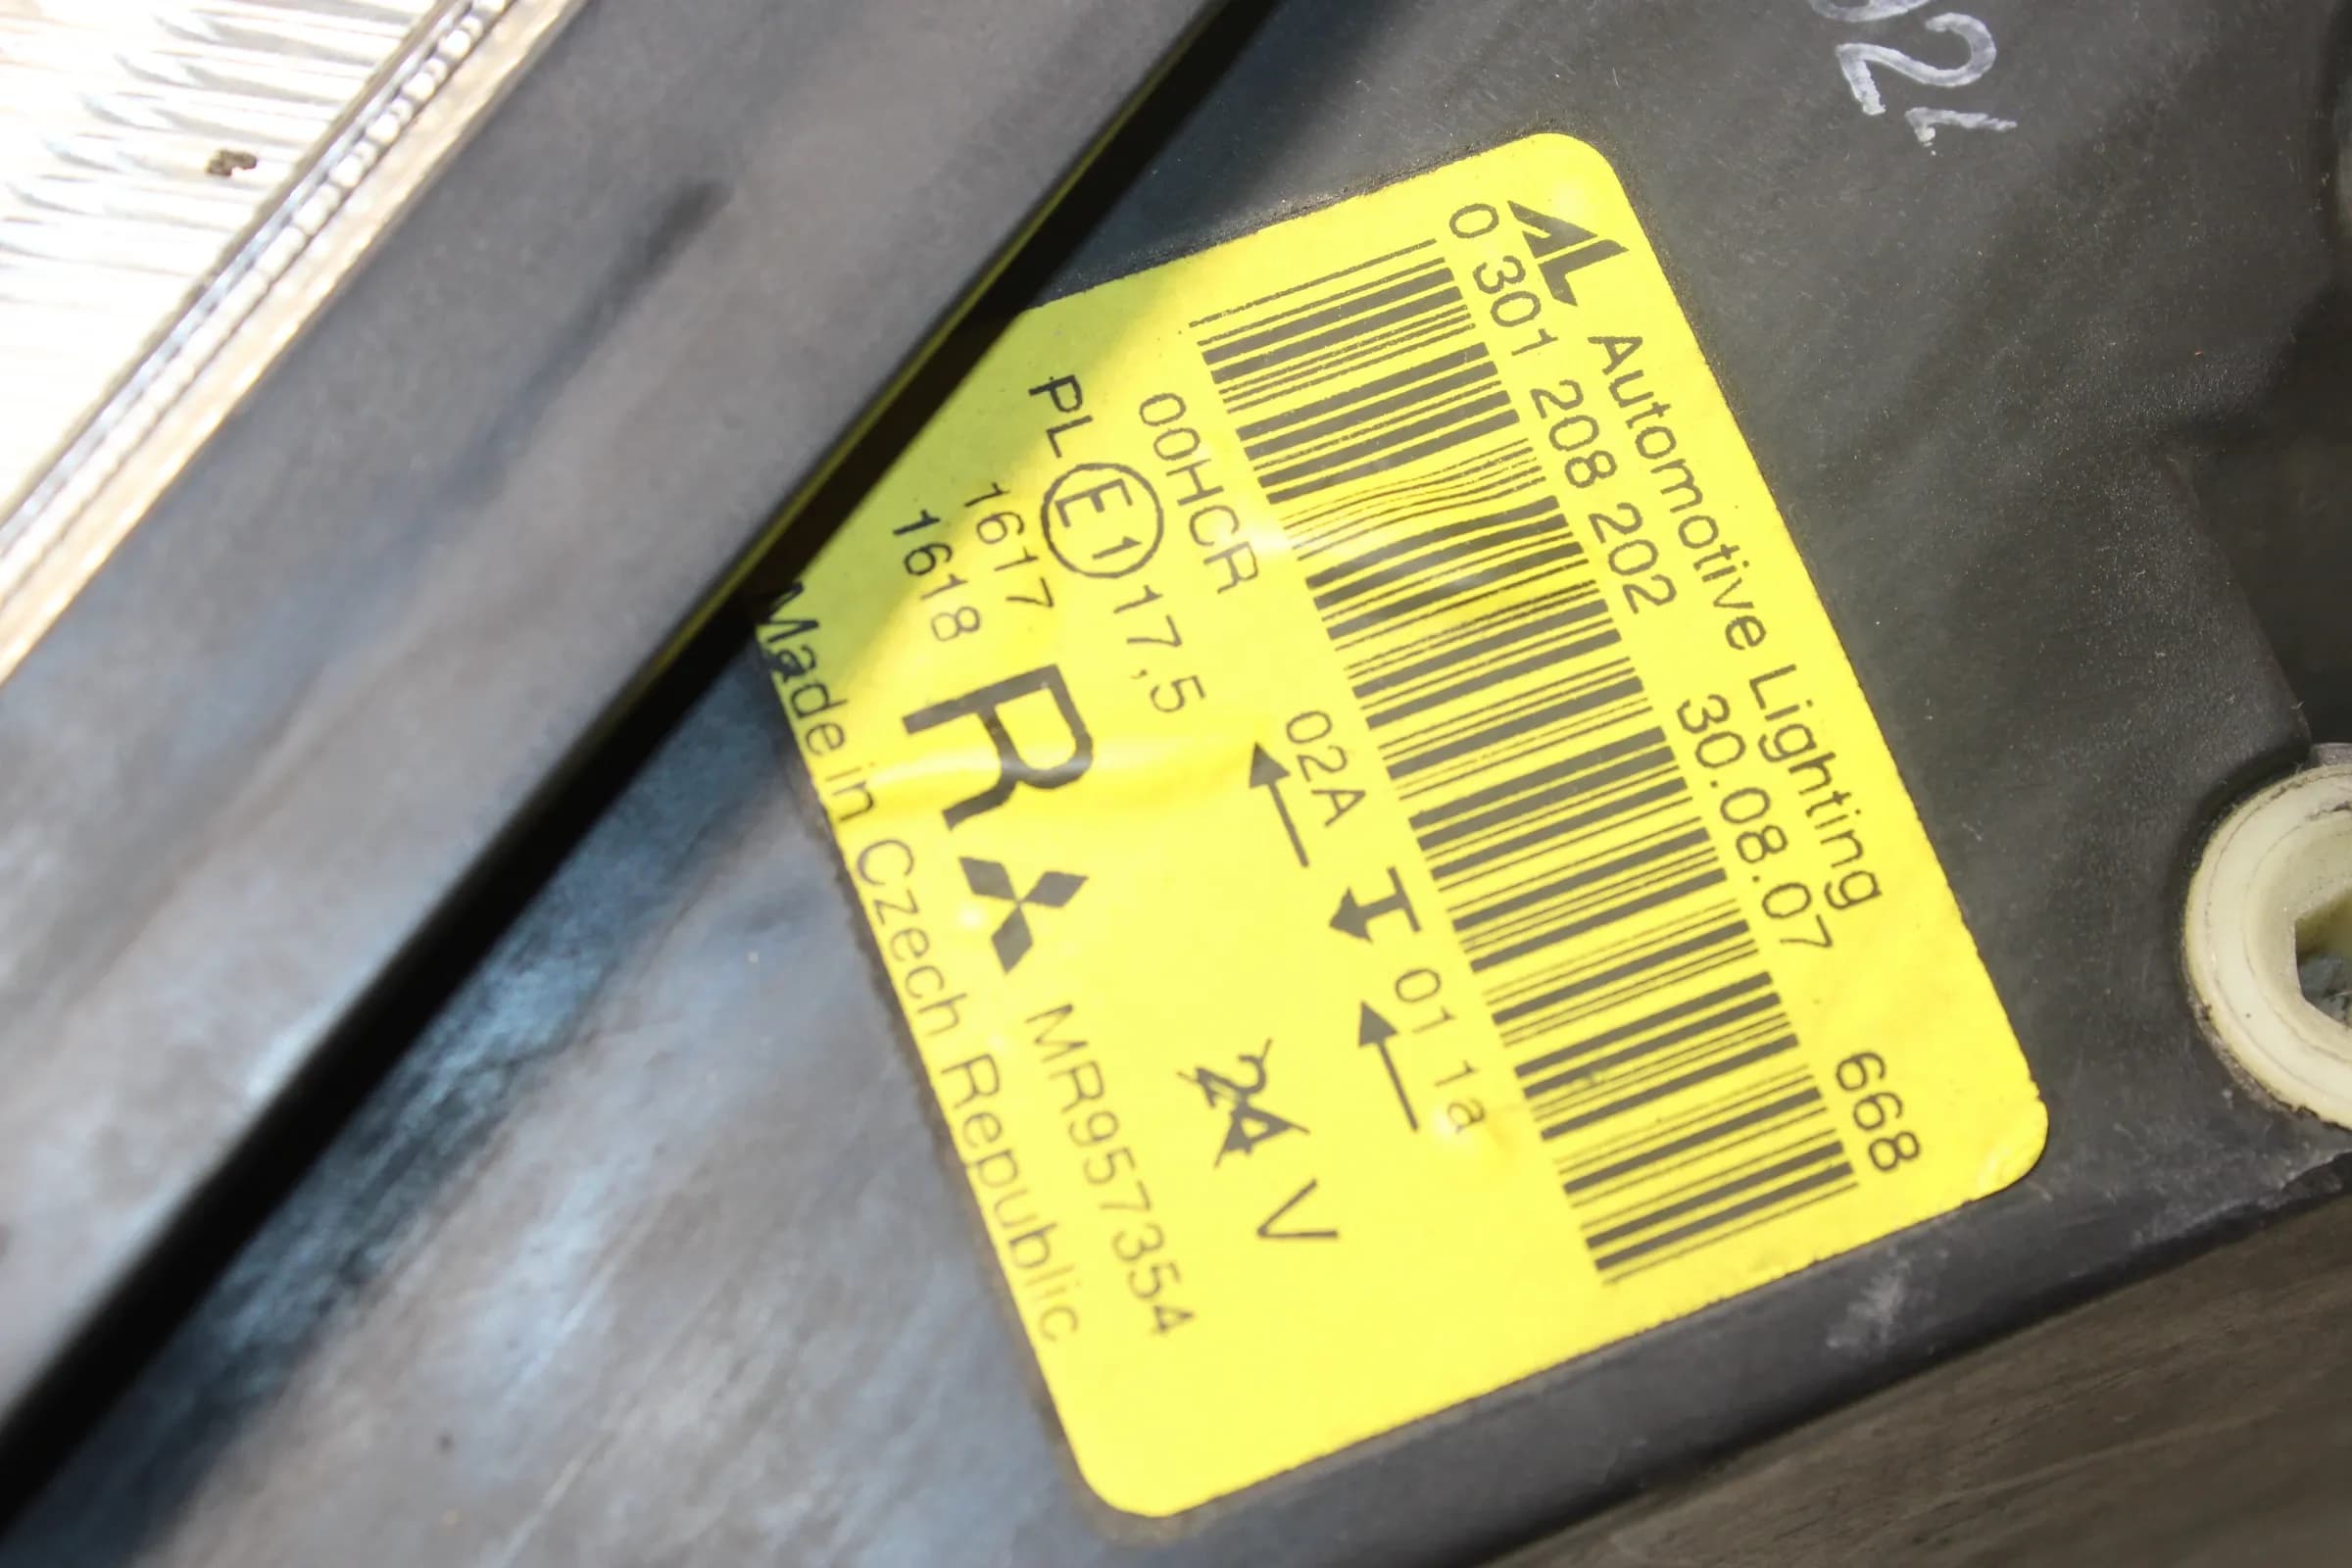 AL Automotive Lighting
0 301 208 202 30.08.07 668
00HCR 02A 01 1a
PL E1 17,5
24 V
1617
1618
R MR957354
Made in Czech Republic